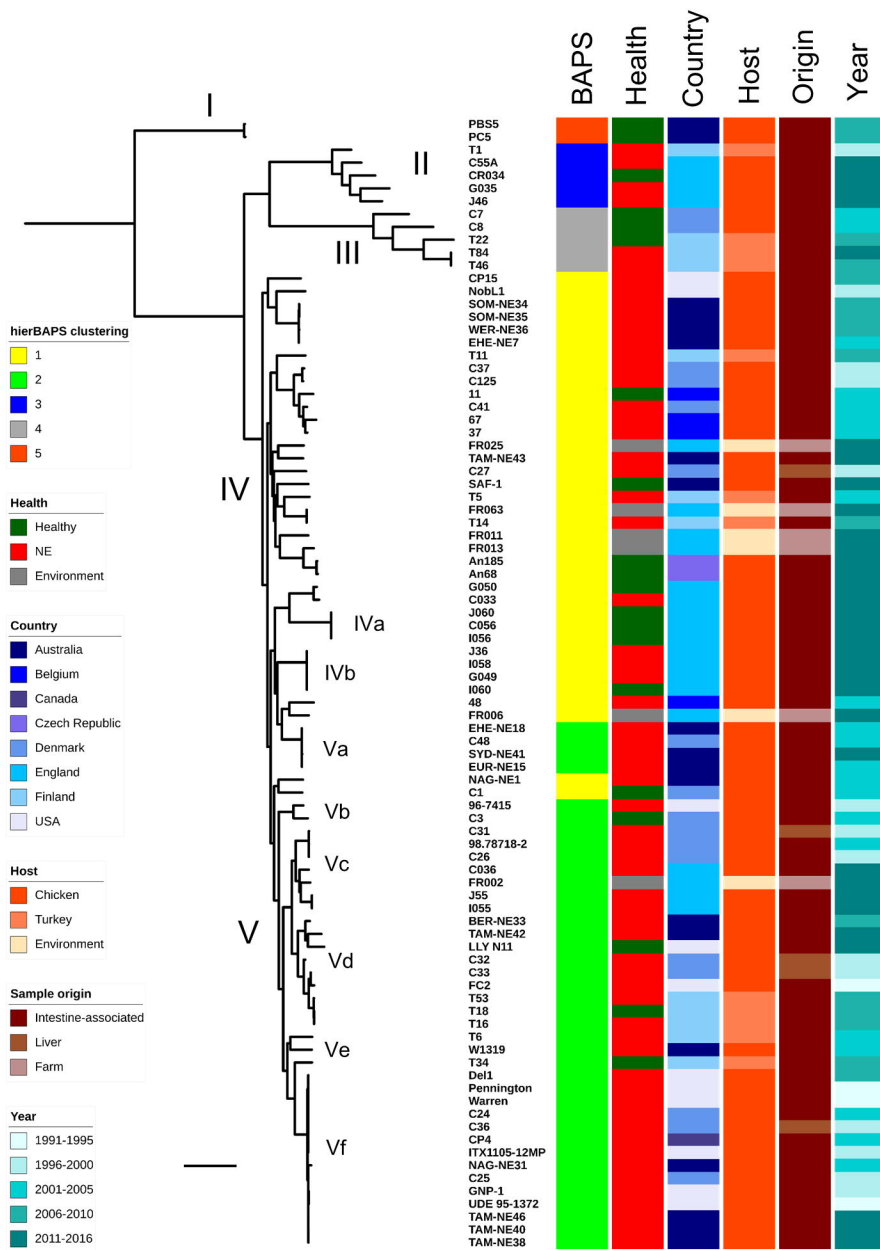 BAPS
Health
Country
Host
Origin
Year
I
II
III
IV
IVa
IVb
Va
Vb
Vc
V
Vd
Ve
Vf
hierBAPS clustering
1
2
3
4
5
Health
Healthy
NE
Environment
Country
Australia
Belgium
Canada
Czech Republic
Denmark
England
Finland
USA
Host
Chicken
Turkey
Environment
Sample origin
Intestine-associated
Liver
Farm
Year
1991-1995
1996-2000
2001-2005
2006-2010
2011-2016
PBS5
PC5
T1
C55A
CR034
G035
J46
C7
C8
T22
T84
T46
CP15
NobL1
SOM-NE34
SOM-NE35
WER-NE36
EHE-NE7
T11
C37
C125
11
C41
67
37
FR025
TAM-NE43
C27
SAF-1
T5
FR063
T14
FR011
FR013
An185
An68
G050
C033
J060
C056
I056
J36
I058
G049
I060
48
FR006
EHE-NE18
C48
SYD-NE41
EUR-NE15
NAG-NE1
C1
96-7415
C3
C31
98.78718-2
C26
C036
FR002
J55
I055
BER-NE33
TAM-NE42
LLY N11
C32
C33
FC2
T53
T18
T16
T6
W1319
T34
Del1
Pennington
Warren
C24
C36
CP4
ITX1105-12MP
NAG-NE31
C25
GNP-1
UDE 95-1372
TAM-NE46
TAM-NE40
TAM-NE38